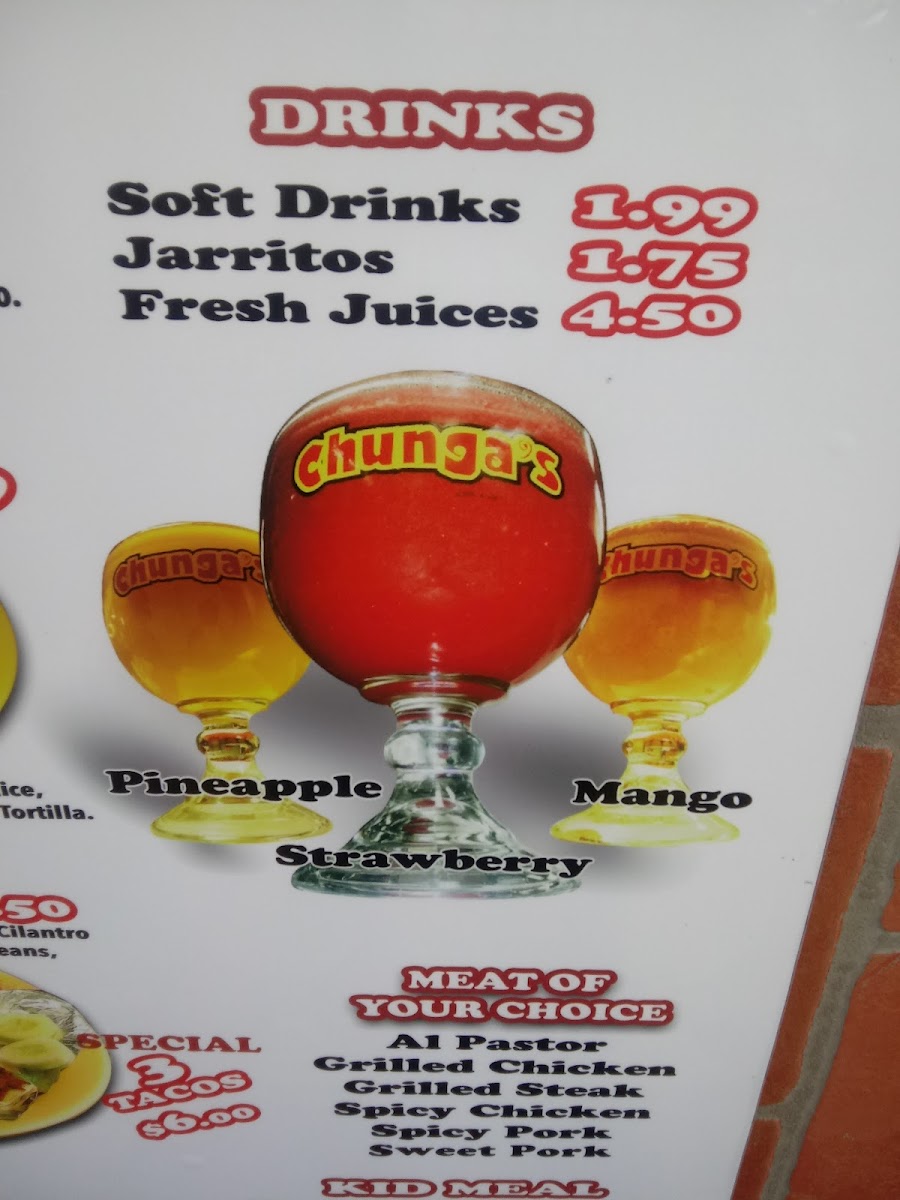 DRINKS
Soft Drinks 1.99
Jarritos 1.75
Fresh Juices 4.50
chunga's
chunga's
chunga's
Pineapple
Mango
Strawberry
Tortilla.
.50
Cilantro
SPECIAL
3
TACOS
$6.00
MEAT OF
YOUR CHOICE
Al Pastor
Grilled Chicken
Grilled Steak
Spicy Chicken
Spicy Pork
Sweet Pork
KID MEAL